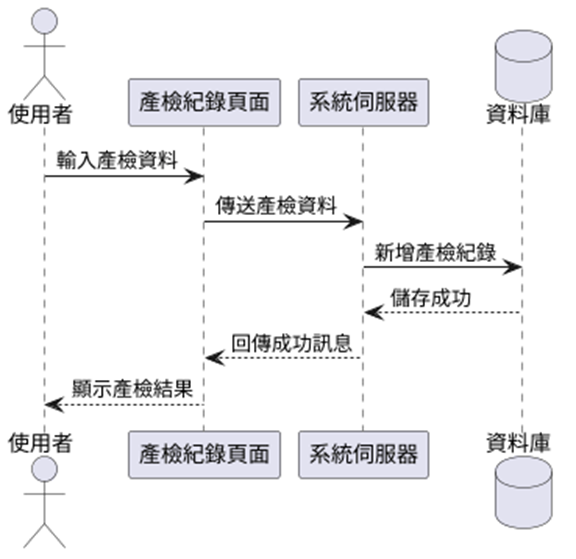 使用者
產檢紀錄頁面
系統伺服器
資料庫
輸入產檢資料
傳送產檢資料
新增產檢紀錄
儲存成功
回傳成功訊息
顯示產檢結果
使用者
產檢紀錄頁面
系統伺服器
資料庫